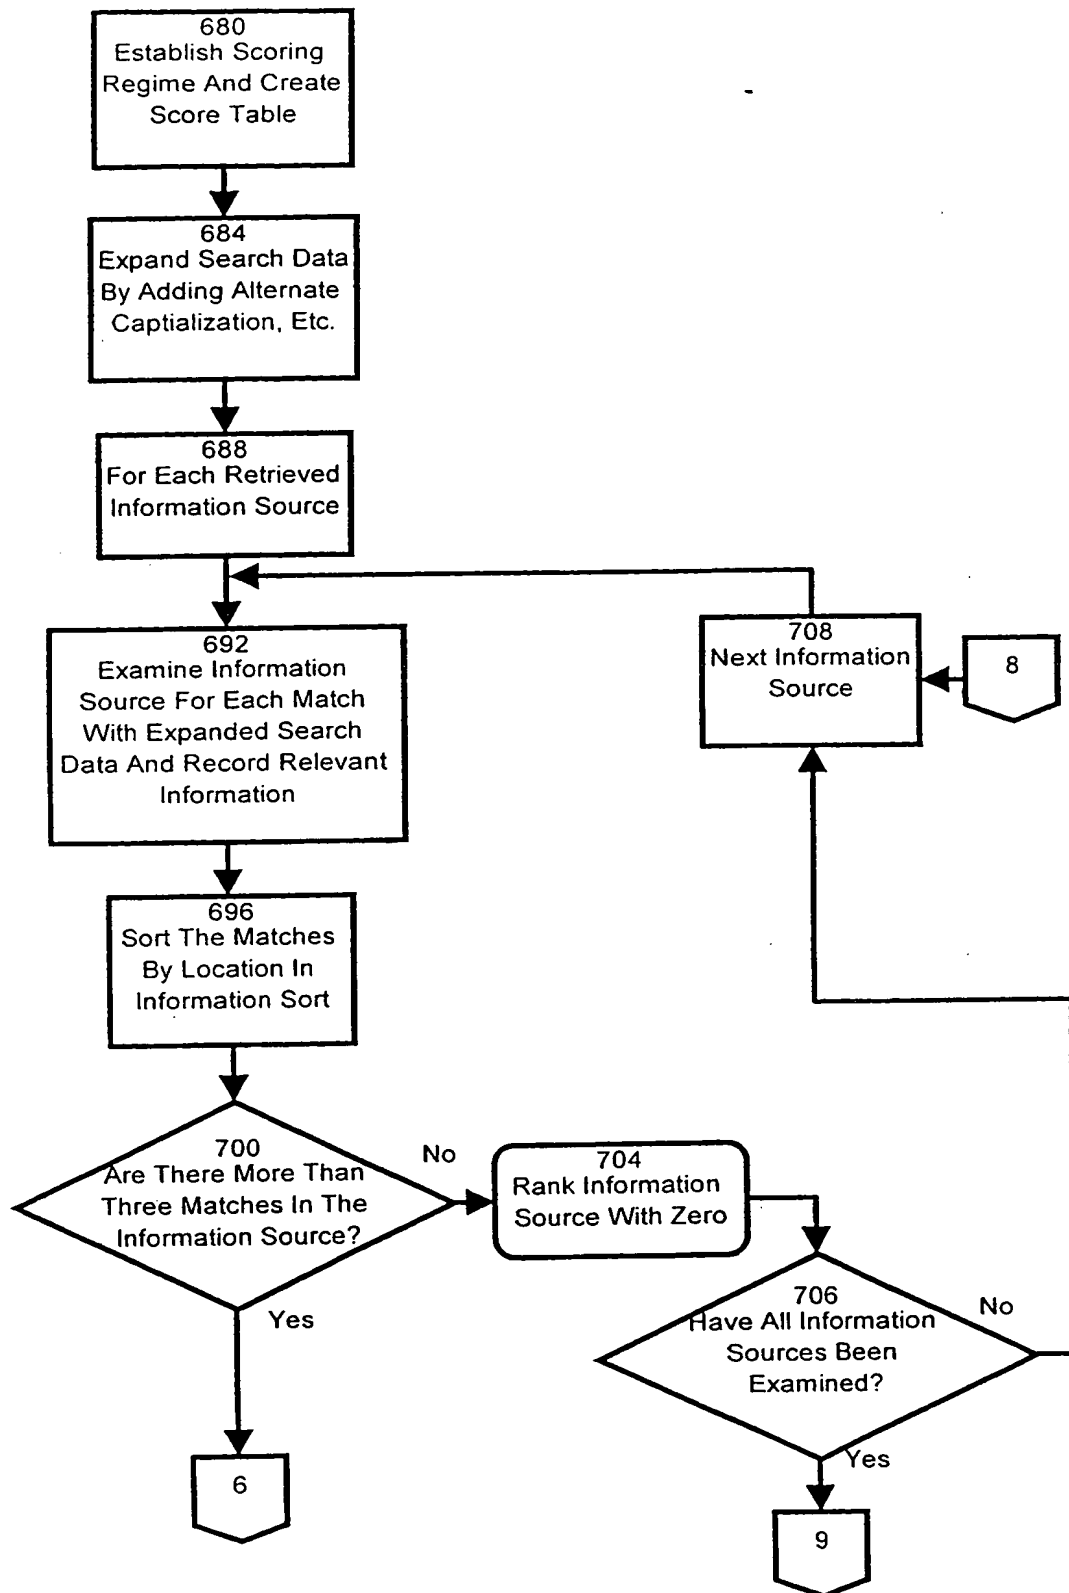 680
Establish Scoring
Regime And Create
Score Table
684
Expand Search Data
By Adding Alternate
Captialization, Etc.
688
For Each Retrieved
Information Source
692
Examine Information
Source For Each Match
With Expanded Search
Data And Record Relevant
Information
708
Next Information
Source
8
696
Sort The Matches
By Location In
Information Sort
700
Are There More Than
Three Matches In The
Information Source?
No
704
Rank Information
Source With Zero
Yes
706
Have All Information
Sources Been
Examined?
No
Yes
6
9